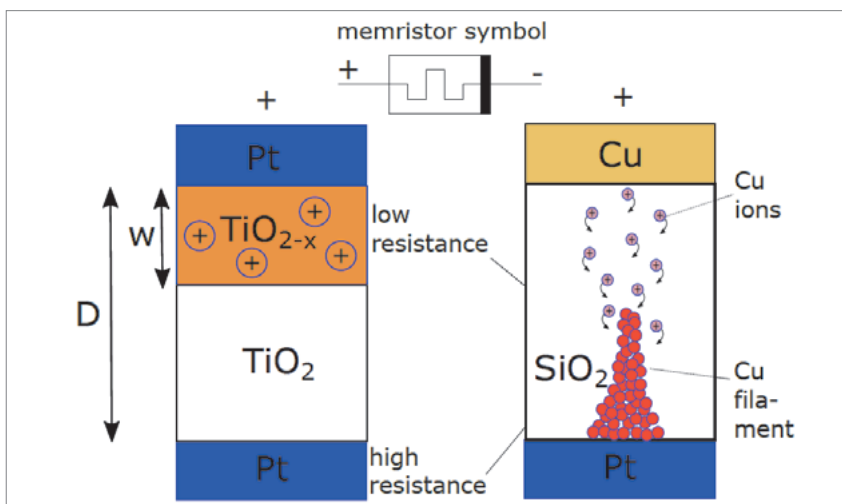 memristor symbol
+ -
+ +
Pt Cu
w TiO2-x low
resistance
Cu
ions
D
TiO2 SiO2 Cu
fila-
ment
Pt high
resistance
Pt